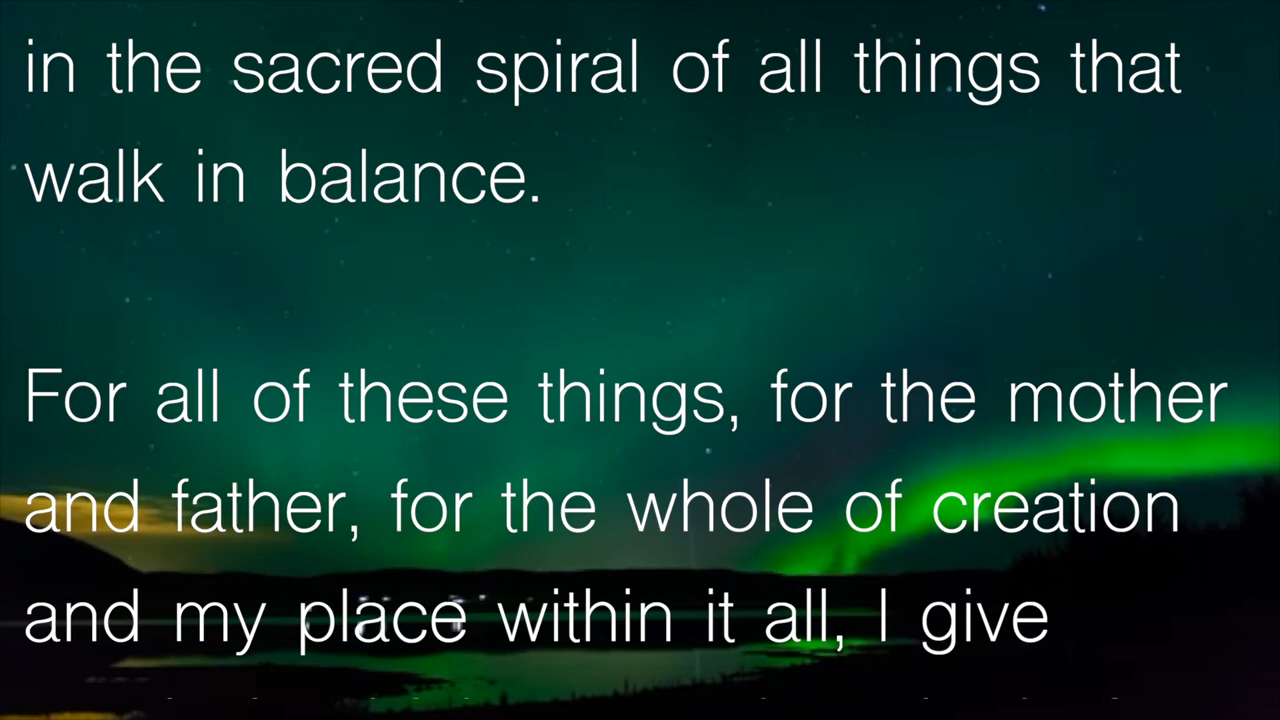 in the sacred spiral of all things that
walk in balance.
For all of these things, for the mother
and father, for the whole of creation
and my place within it all, I give